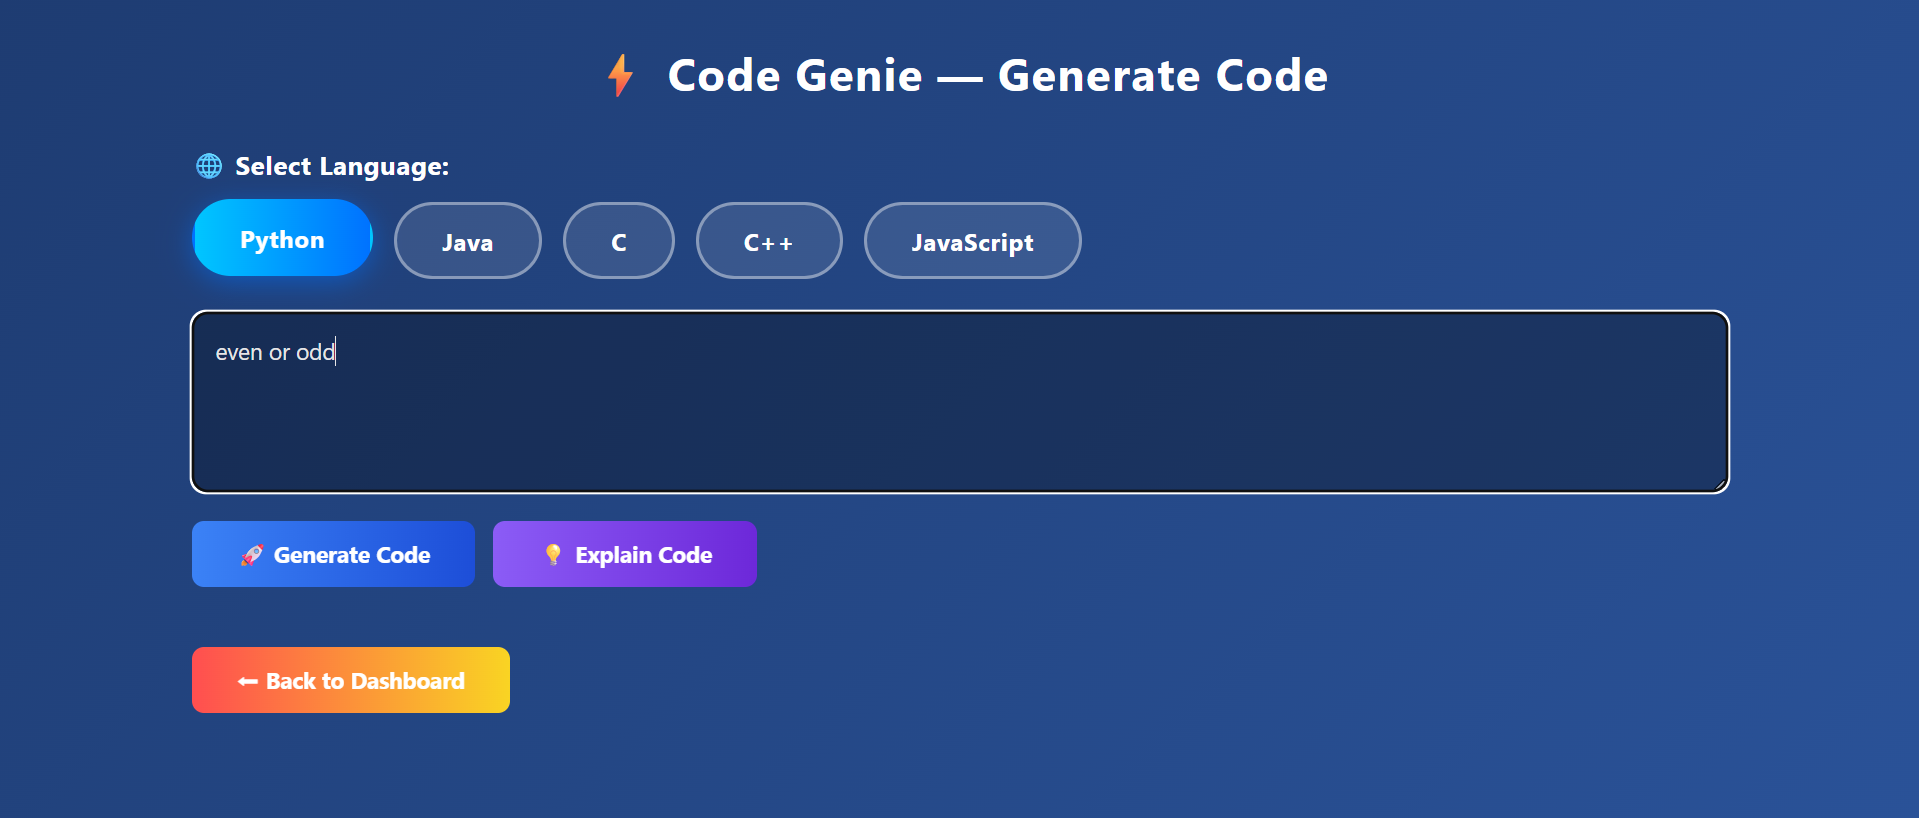 ⚡ Code Genie — Generate Code
🌐 Select Language:
Python Java C C++ JavaScript
even or odd
🚀 Generate Code 💡 Explain Code
⬅ Back to Dashboard